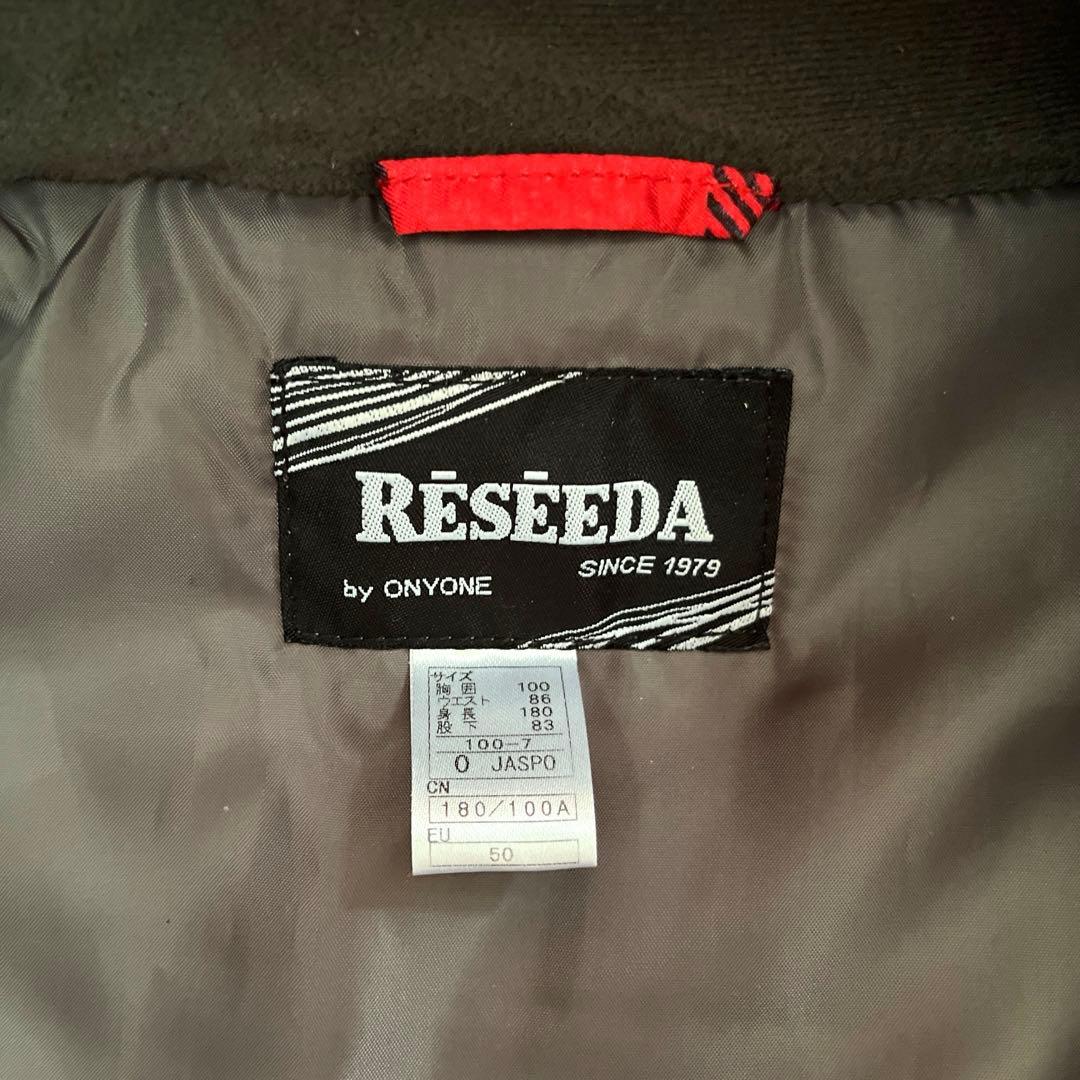 RĒSĒEDA
SINCE 1979
by ONYONE
サイズ
胸囲 100
ウエスト 86
身長 180
股下 83
100-7
O JASPO
CN
180/100A
EU
50